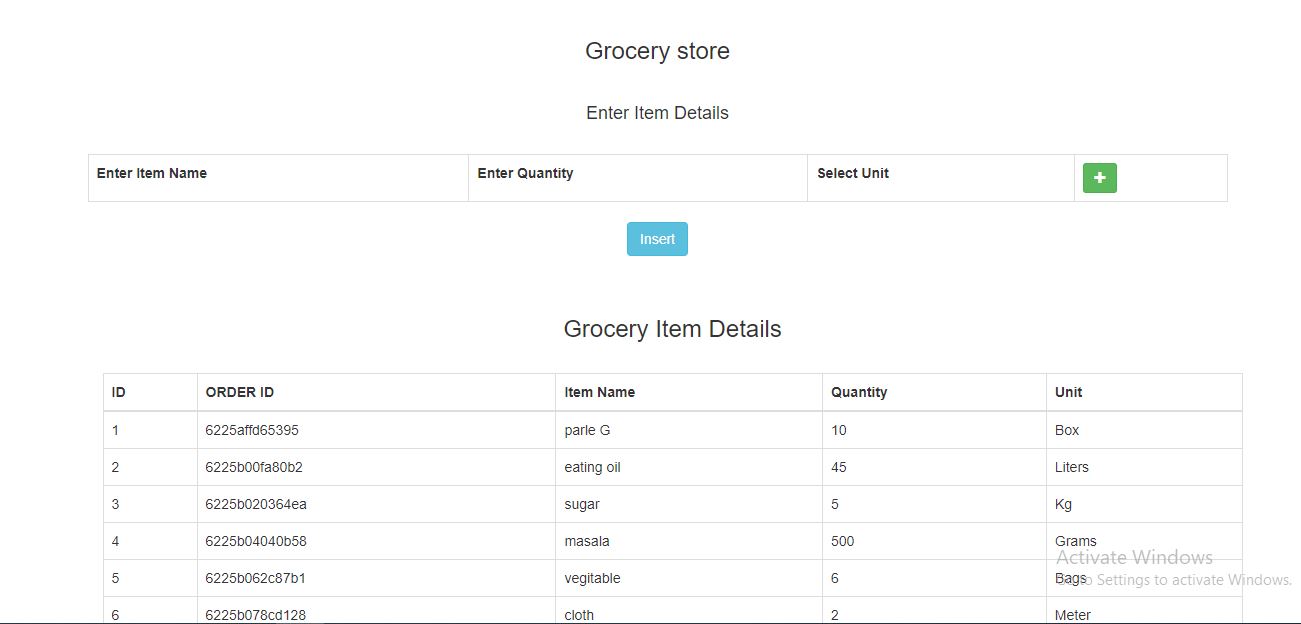 Grocery store
Enter Item Details
Enter Item Name Enter Quantity Select Unit +
Insert
Grocery Item Details
ID ORDER ID Item Name Quantity Unit
1 6225affd65395 parle G 10 Box
2 6225b00fa80b2 eating oil 45 Liters
3 6225b020364ea sugar 5 Kg
4 6225b04040b58 masala 500 Grams
Activate Windows
5 6225b062c87b1 vegitable 6 Bags
to Settings to activate Windows.
6 6225b078cd128 cloth 2 Meter